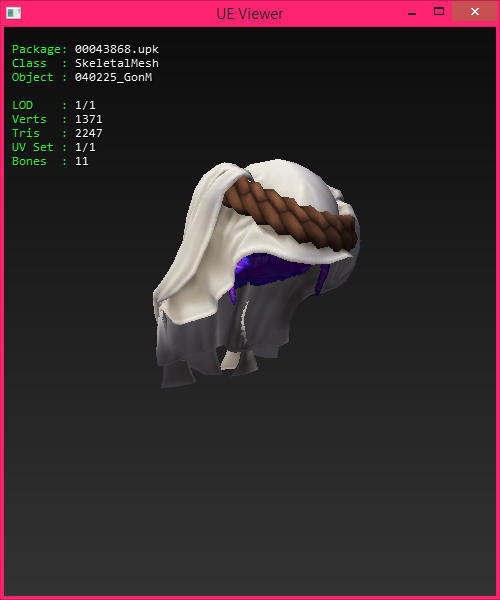 UE Viewer
Package: 00043868.upk
Class  : SkeletalMesh
Object : 040225_GonM
LOD    : 1/1
Verts  : 1371
Tris   : 2247
UV Set : 1/1
Bones  : 11